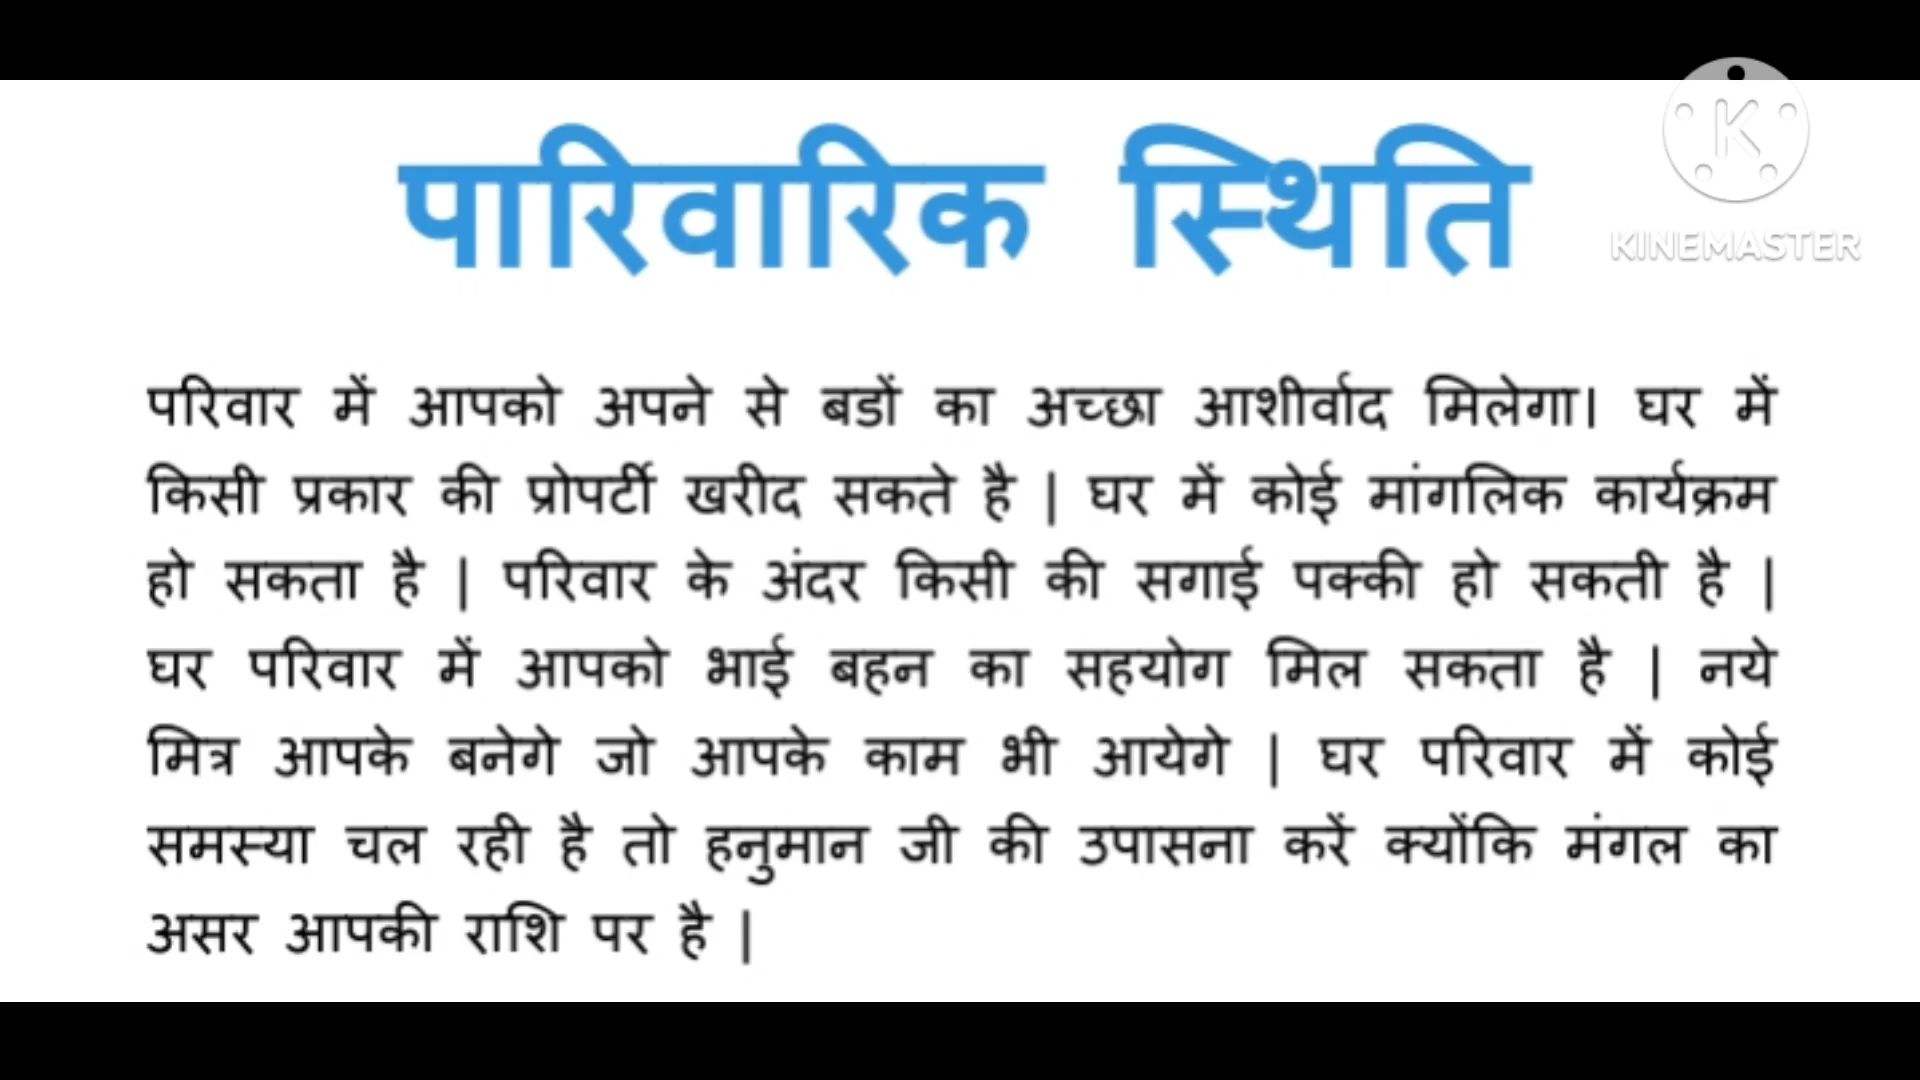 पारिवारिक स्थिति
K
KINEMASTER
परिवार में आपको अपने से बडों का अच्छा आशीर्वाद मिलेगा। घर में
किसी प्रकार की प्रोपर्टी खरीद सकते है | घर में कोई मांगलिक कार्यक्रम
हो सकता है | परिवार के अंदर किसी की सगाई पक्की हो सकती है |
घर परिवार में आपको भाई बहन का सहयोग मिल सकता है | नये
मित्र आपके बनेगे जो आपके काम भी आयेगे | घर परिवार में कोई
समस्या चल रही है तो हनुमान जी की उपासना करें क्योंकि मंगल का
असर आपकी राशि पर है |